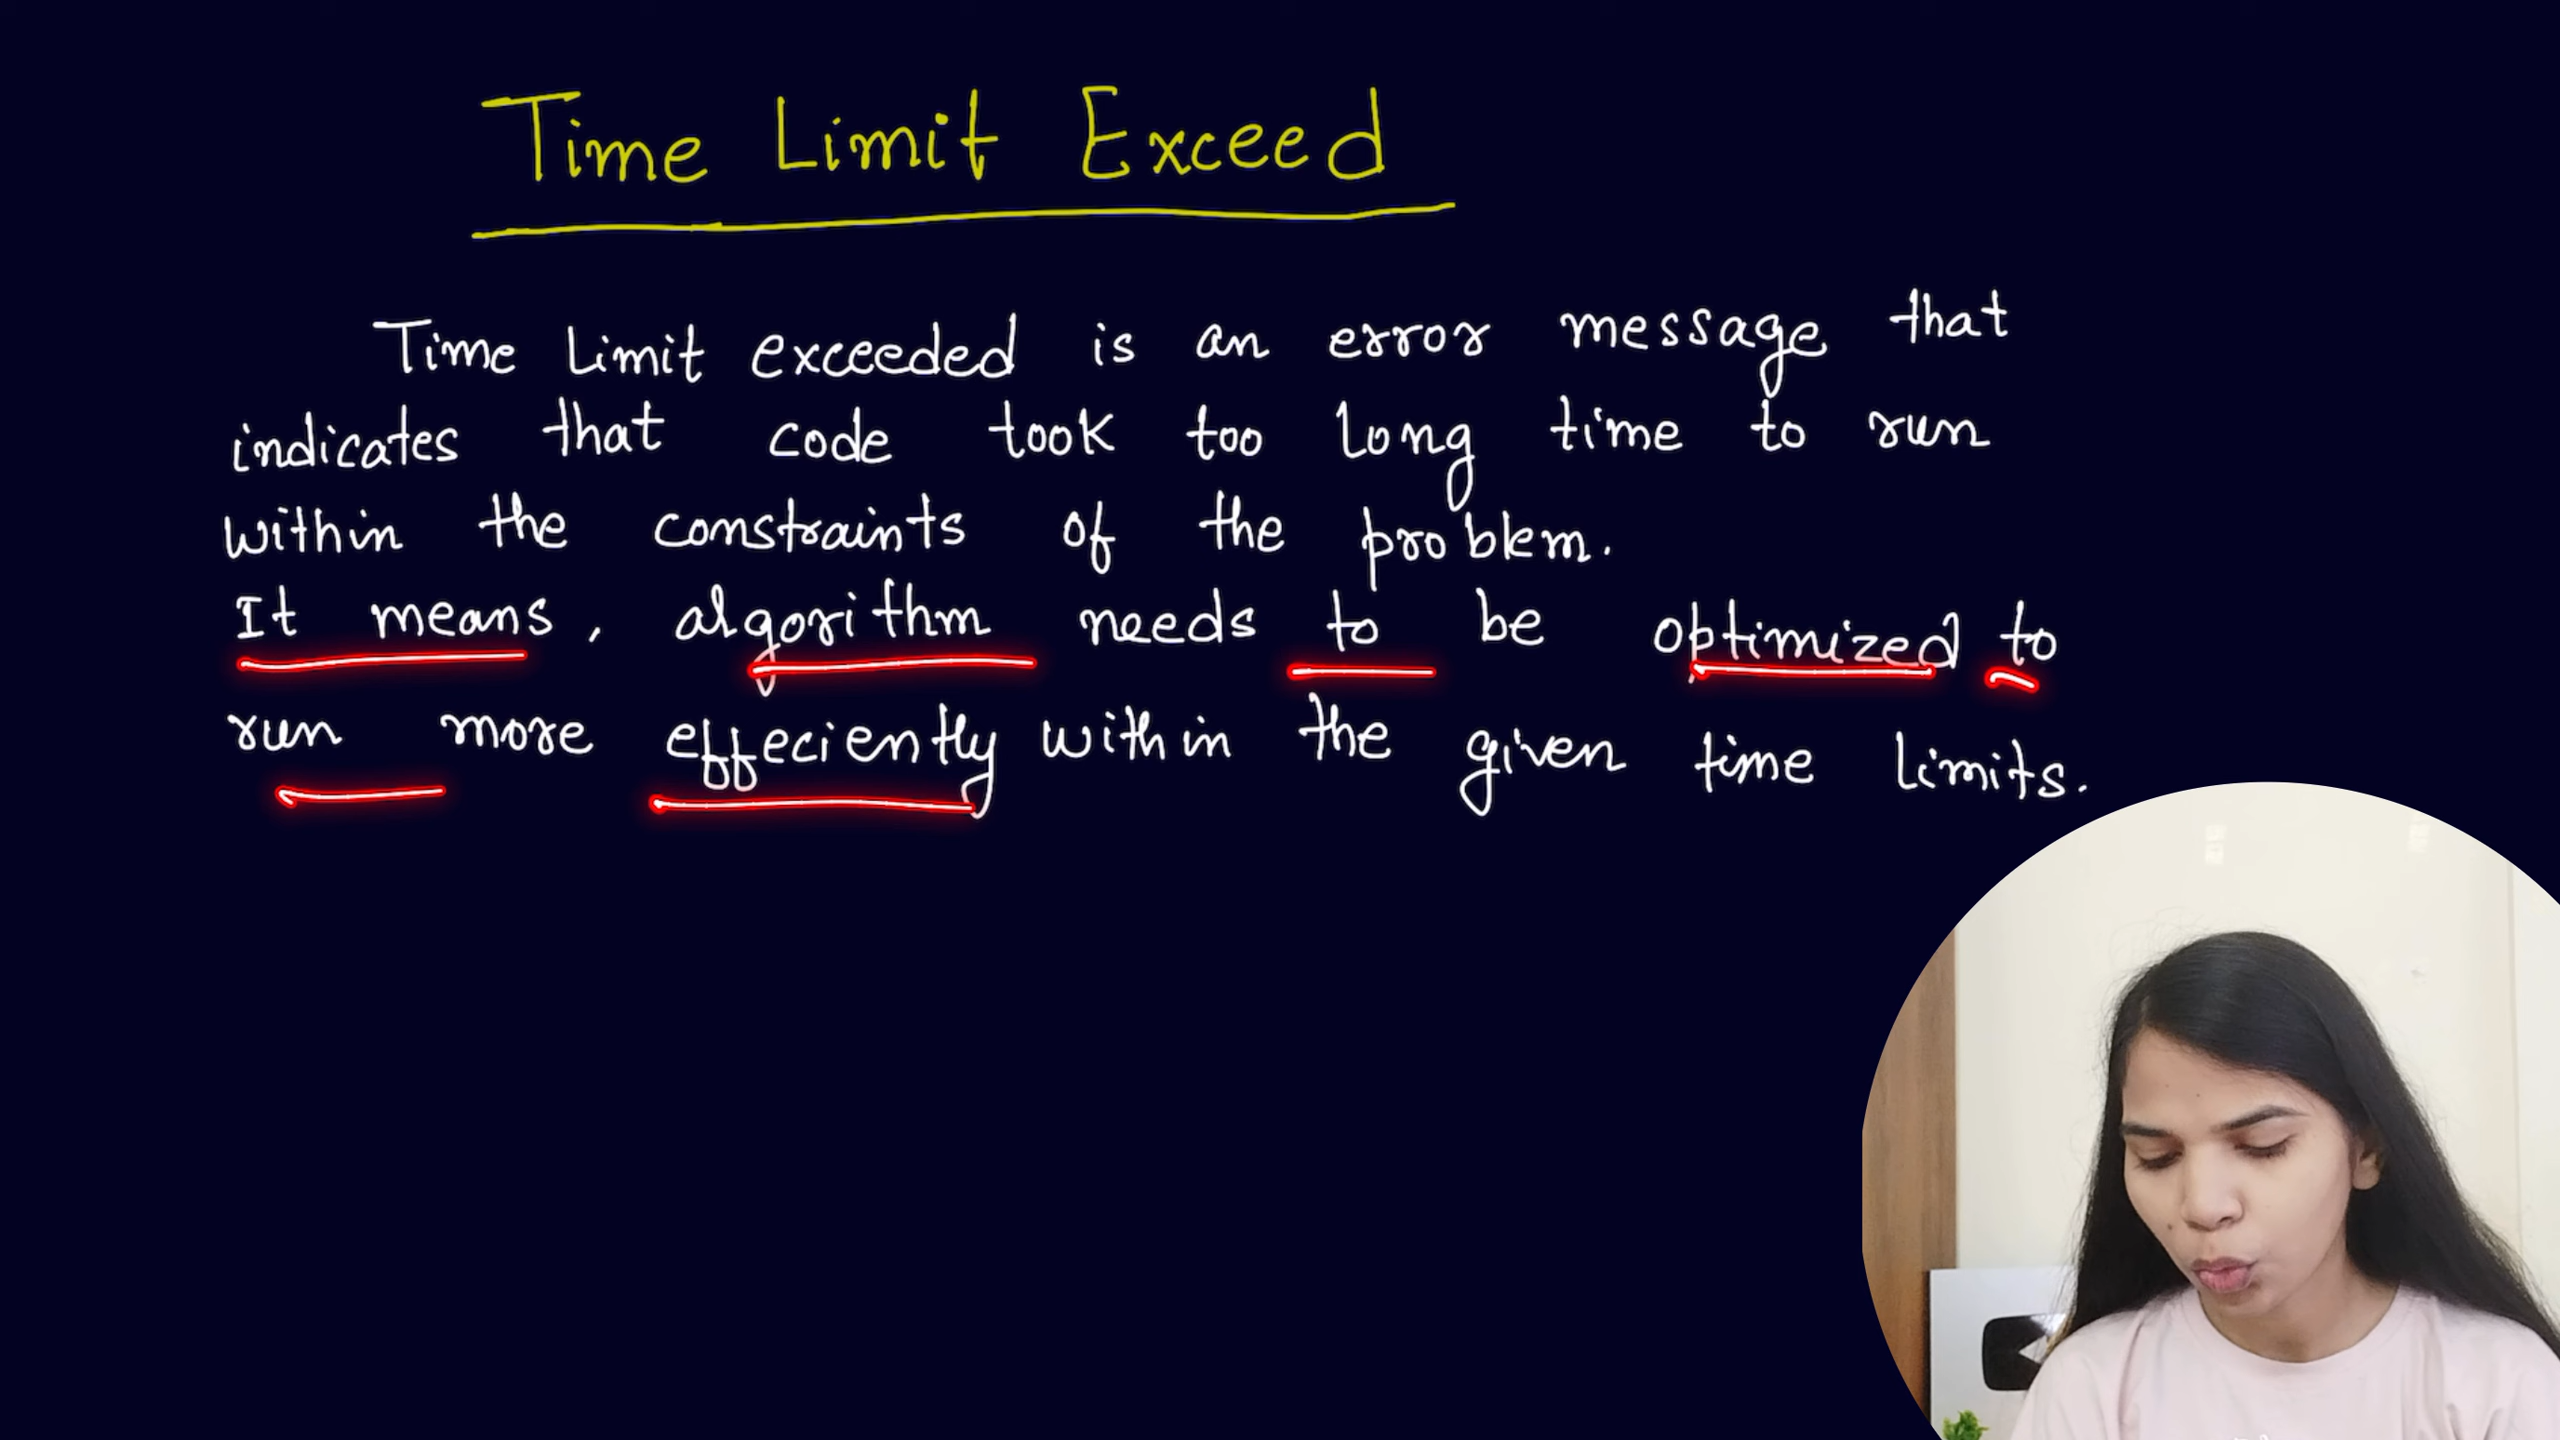 Time Limit Exceed
Time Limit exceeded is an error message that
indicates that code took too long time to run
within the constraints of the problem.
It means, algorithm needs to be optimized to
run more effeciently within the given time limits.